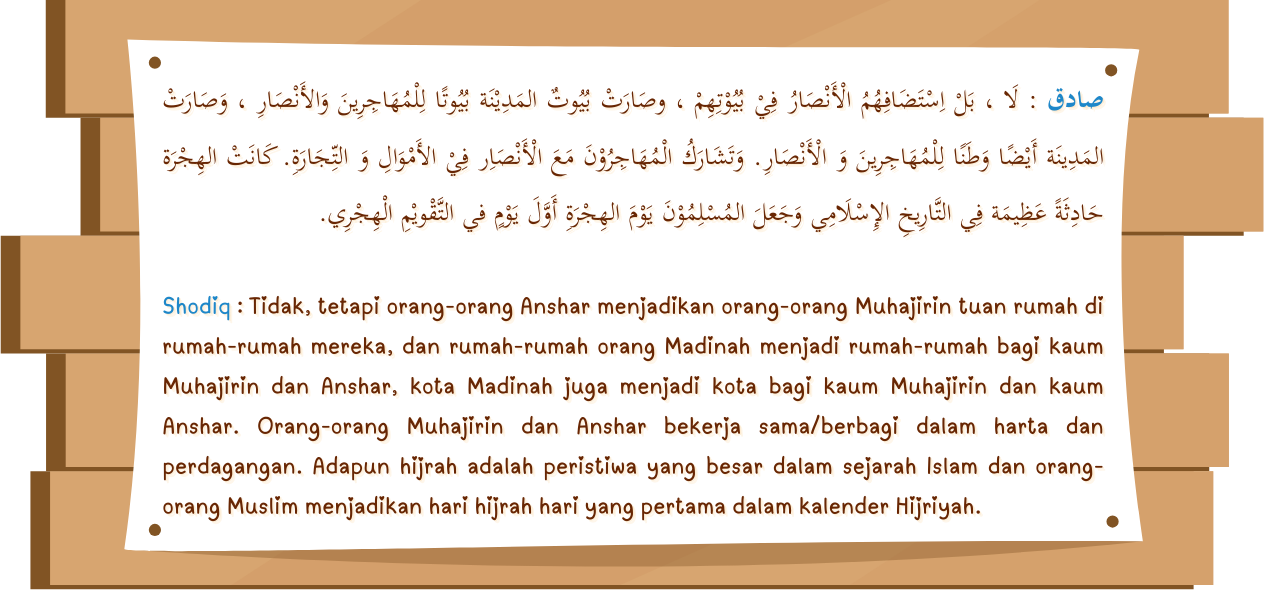 صادق : لَا ، بَلْ اِسْتَضَافِهُمُ الْأَنْصَارُ فِيْ بُيُوْتِهِمْ ، وصَارَتْ بُيُوتٌ المَدِيْنَة بُيُوتًا لِلْمُهَاجِرِينَ وَالأَنْصَارِ ، وَصَارَتْ
المَدِينَة أَيْضًا وَطَنًا لِلْمُهَاجِرِينَ وَ الْأَنْصَارِ. وَتَشَارَكُ الْمُهَاجِرُوْنَ مَعَ الْأَنْصَاِر فِيْ الأَمْوَالِ وَ التِّجَارَةِ. كَانَتْ الهِجْرَة
حَادِثَةً عَظِيمَة فِي التَّارِيخِ الإِسْلَامِي وَجَعَلَ المُسْلِمُوْنَ يَوْمَ الهِجْرَةِ أَوَّلَ يَوْمٍ في التَّقْويْمِ الْهِجْرِي.
Shodiq : Tidak, tetapi orang-orang Anshar menjadikan orang-orang Muhajirin tuan rumah di
rumah-rumah mereka, dan rumah-rumah orang Madinah menjadi rumah-rumah bagi kaum
Muhajirin dan Anshar, kota Madinah juga menjadi kota bagi kaum Muhajirin dan kaum
Anshar. Orang-orang Muhajirin dan Anshar bekerja sama/berbagi dalam harta dan
perdagangan. Adapun hijrah adalah peristiwa yang besar dalam sejarah Islam dan orang-
orang Muslim menjadikan hari hijrah hari yang pertama dalam kalender Hijriyah.